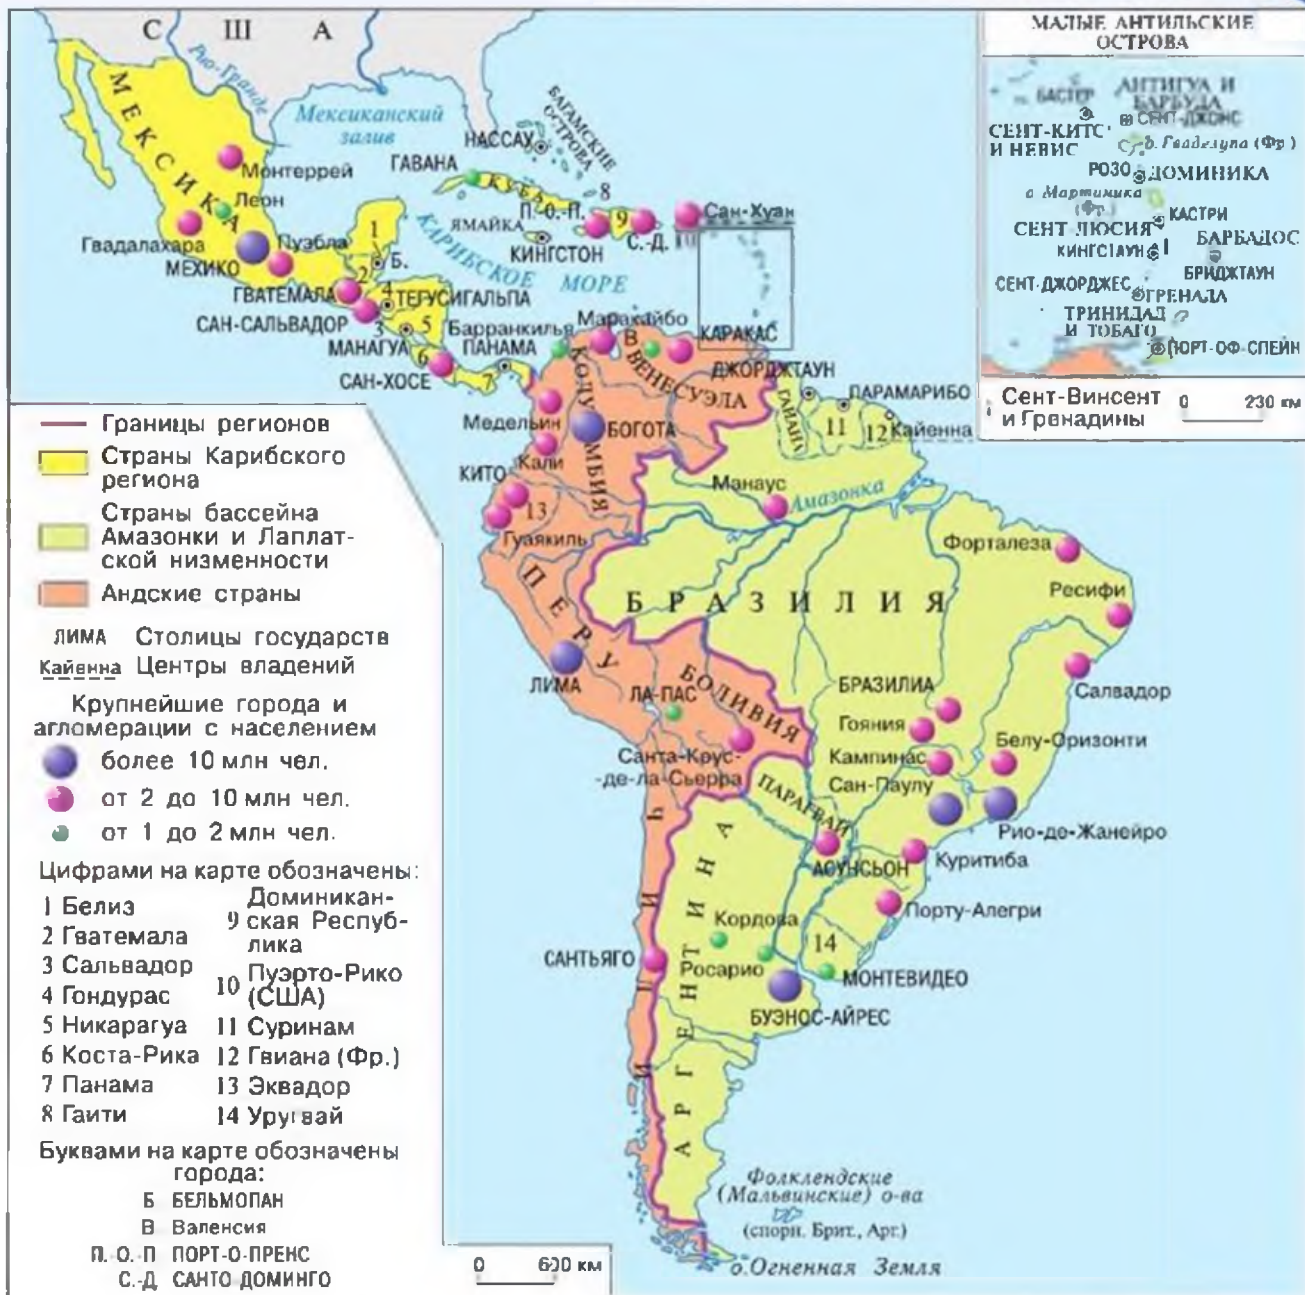 США
Рио-Гранде
МЕКСИКА
Мексиканский
залив
Монтеррей
Леон
Гвадалахара
Пуэбла
МЕХИКО
ГВАТЕМАЛА
САН-САЛЬВАДОР
ТЕГУСИГАЛЬПА
МАНАГУА
САН-ХОСЕ
ПАНАМА
1
Б.
2
4
3
5
6
7
НАССАУ
БАГАМСКИЕ
ОСТРОВА
ГАВАНА
КУБА
8
П.-О.-П.
9
С.-Д.
10
Сан-Хуан
ЯМАЙКА
КИНГСТОН
КАРИБСКОЕ МОРЕ
Барранкилья
Маракайбо
В
КАРАКАС
ВЕНЕСУЭЛА
КОЛУМБИЯ
Медельин
БОГОТА
Кали
КИТО
13
Гуаякиль
ДЖОРДЖТАУН
ГАЙАНА
ПАРАМАРИБО
11
12
Кайенна
Манаус
Амазонка
Форталеза
Ресифи
БРАЗИЛИЯ
ПЕРУ
ЛИМА
ЛА-ПАС
БОЛИВИЯ
Санта-Крус-
-де-ла-Сьерра
БРАЗИЛИА
Салвадор
Гояния
Белу-Оризонти
Кампинас
Сан-Паулу
Рио-де-Жанейро
ПАРАГВАЙ
АСУНСЬОН
Куритиба
Порту-Алегри
ЧИЛИ
САНТЬЯГО
АРГЕНТИНА
Кордова
Росарио
14
МОНТЕВИДЕО
БУЭНОС-АЙРЕС
Фолклендские
(Мальвинские) о-ва
(спорн. Брит., Арг.)
о.Огненная Земля
0 600 км
МАЛЫЕ АНТИЛЬСКИЕ
ОСТРОВА
АНТИГУА И
БАРБУДА
БАСТЕР
СЕНТ-ДЖОНС
СЕНТ-КИТС
И НЕВИС
о. Гваделупа (Фр.)
РОЗО
ДОМИНИКА
о Мартиника
(Фр.)
КАСТРИ
СЕНТ ЛЮСИЯ
БАРБАДОС
КИНГСТАУН
1
БРИДЖТАУН
СЕНТ-ДЖОРДЖЕС
ГРЕНАДА
ТРИНИДАД
И ТОБАГО
ПОРТ-ОФ-СПЕЙН
1 Сент-Винсент
и Гренадины
0 230 км
Границы регионов
Страны Карибского
региона
Страны бассейна
Амазонки и Лаплат-
ской низменности
Андские страны
ЛИМА Столицы государств
Кайенна Центры владений
Крупнейшие города и
агломерации с населением
более 10 млн чел.
от 2 до 10 млн чел.
от 1 до 2 млн чел.
Цифрами на карте обозначены:
1 Белиз
2 Гватемала
3 Сальвадор
4 Гондурас
5 Никарагуа
6 Коста-Рика
7 Панама
8 Гаити
9 Доминикан-
ская Респуб-
лика
10 Пуэрто-Рико
(США)
11 Суринам
12 Гвиана (Фр.)
13 Эквадор
14 Уругвай
Буквами на карте обозначены
города:
Б БЕЛЬМОПАН
В Валенсия
П.-О.-П ПОРТ-О-ПРЕНС
С.-Д САНТО ДОМИНГО